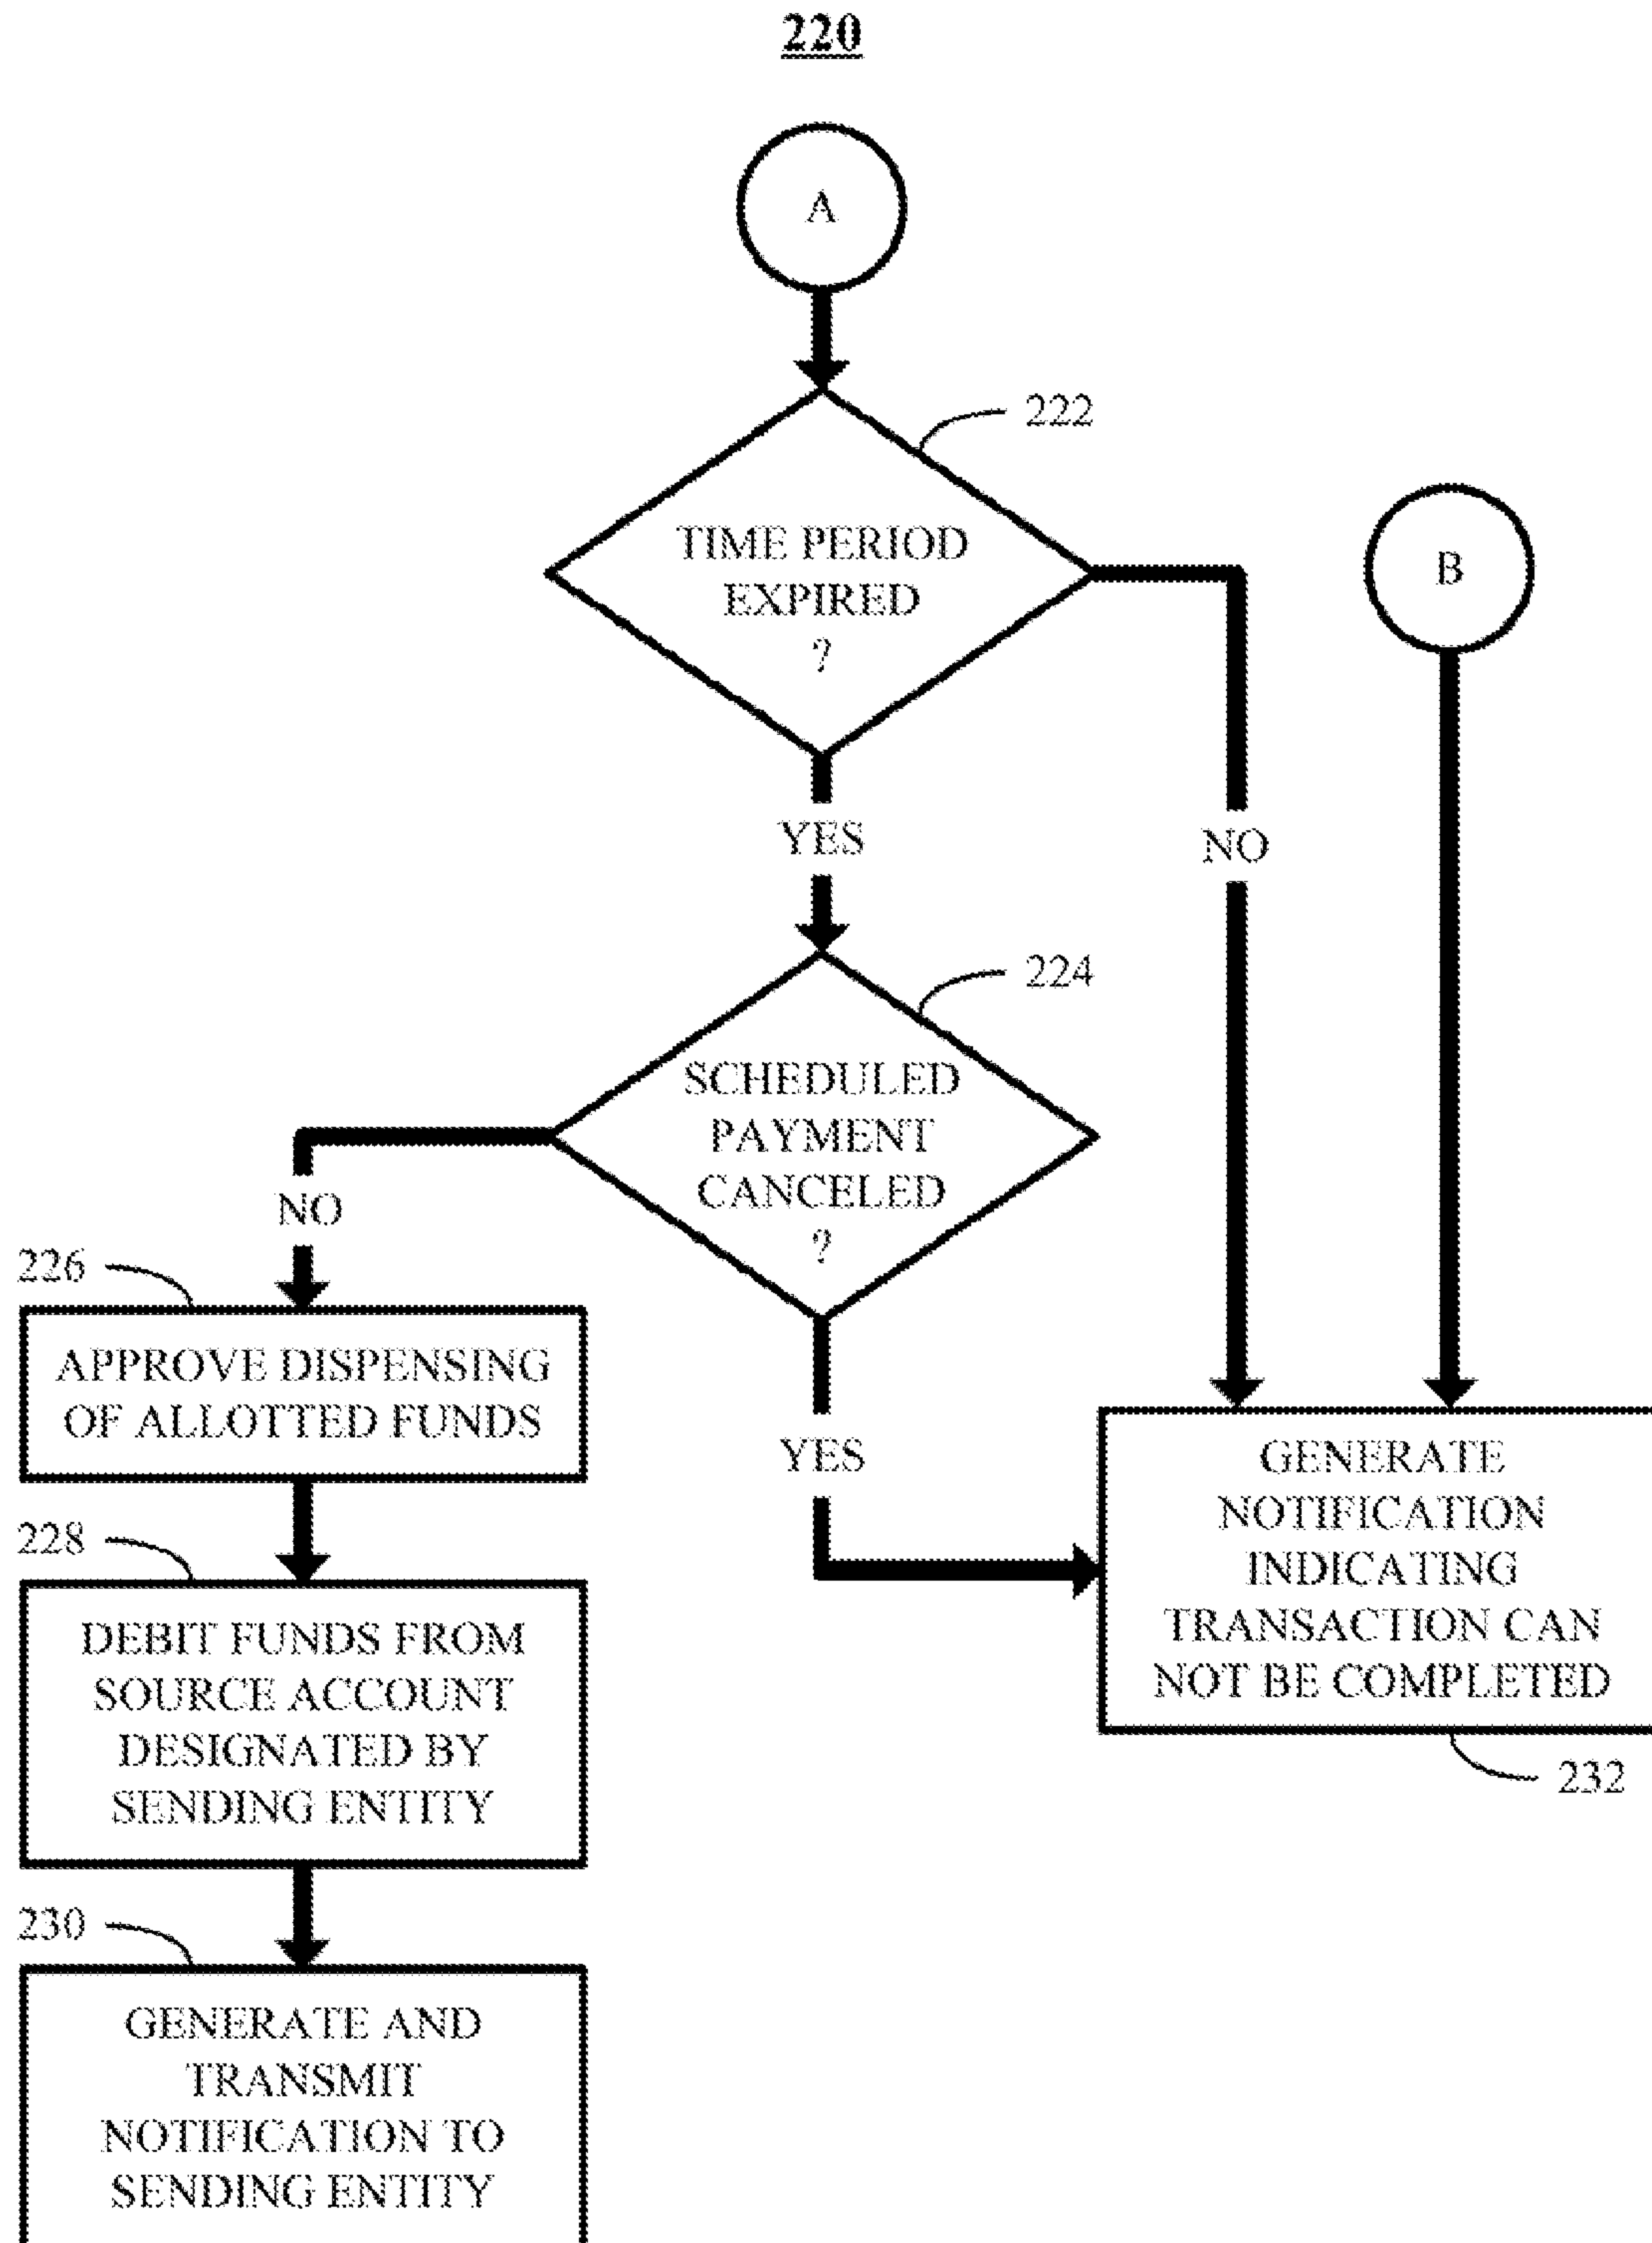 220
A
222
TIME PERIOD
EXPIRED
?
B
YES
NO
224
SCHEDULED
PAYMENT
CANCELED
?
NO
226
APPROVE DISPENSING
OF ALLOTTED FUNDS
YES
GENERATE
NOTIFICATION
INDICATING
TRANSACTION CAN
NOT BE COMPLETED
232
228
DEBIT FUNDS FROM
SOURCE ACCOUNT
DESIGNATED BY
SENDING ENTITY
230
GENERATE AND
TRANSMIT
NOTIFICATION TO
SENDING ENTITY